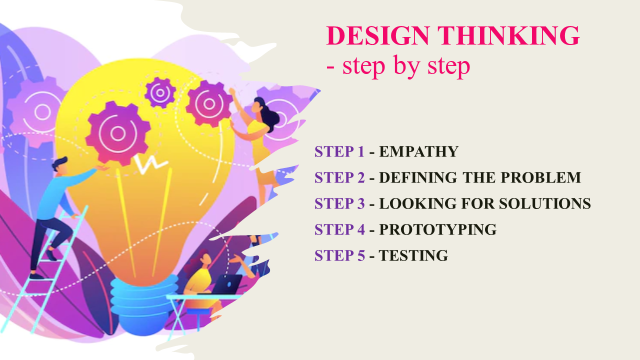 DESIGN THINKING
- step by step
STEP 1 - EMPATHY
STEP 2 - DEFINING THE PROBLEM
STEP 3 - LOOKING FOR SOLUTIONS
STEP 4 - PROTOTYPING
STEP 5 - TESTING